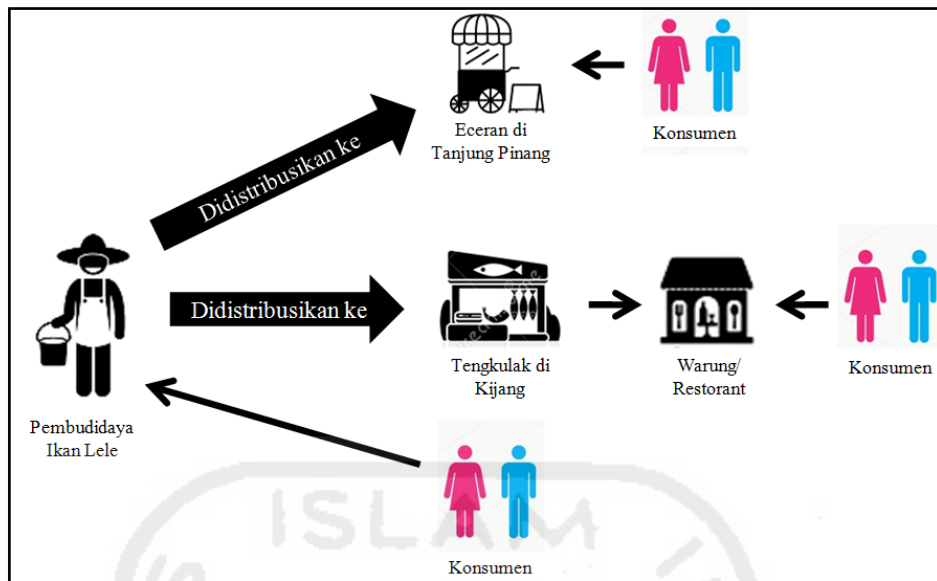 Eceran di
Tanjung Pinang
Konsumen
Didistribusikan ke
Didistribusikan ke
Tengkulak di
Kijang
Warung/
Restorant
Konsumen
Pembudidaya
Ikan Lele
Konsumen
ISLAM